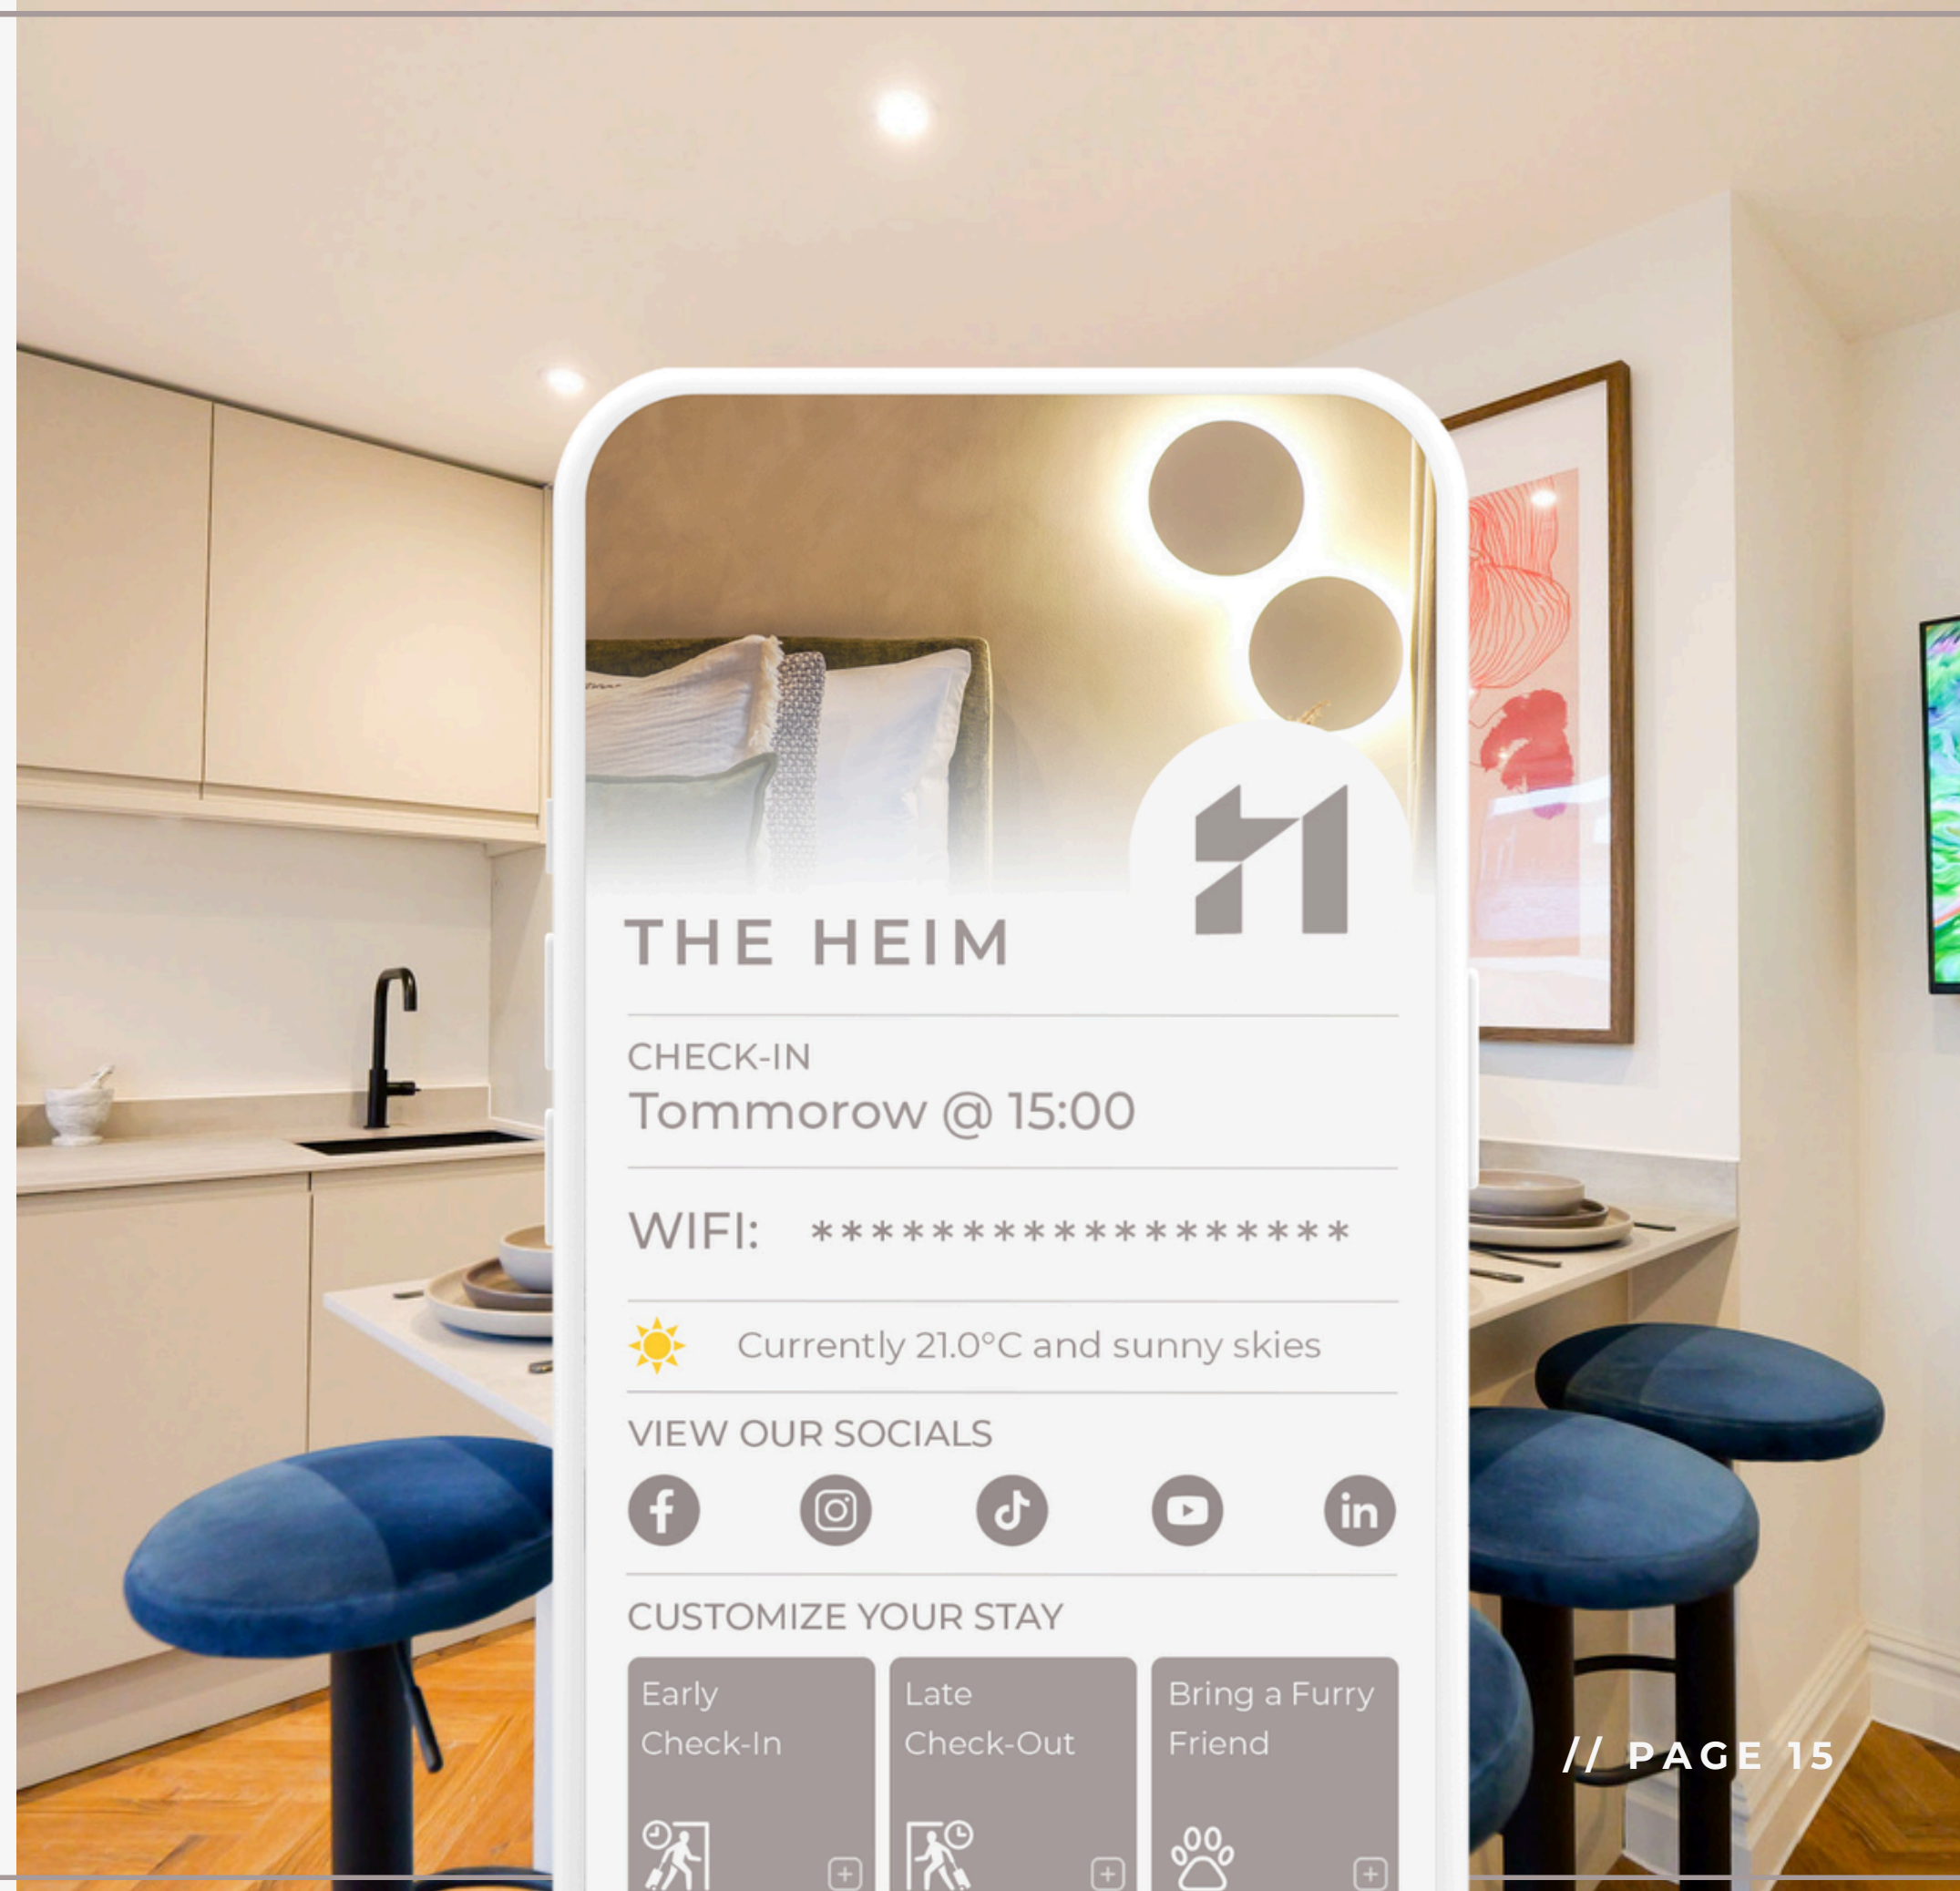 THE HEIM
CHECK-IN
Tommorow @ 15:00
WIFI: ******************
Currently 21.0°C and sunny skies
VIEW OUR SOCIALS
CUSTOMIZE YOUR STAY
Early
Check-In
Late
Check-Out
Bring a Furry
Friend
// PAGE 15